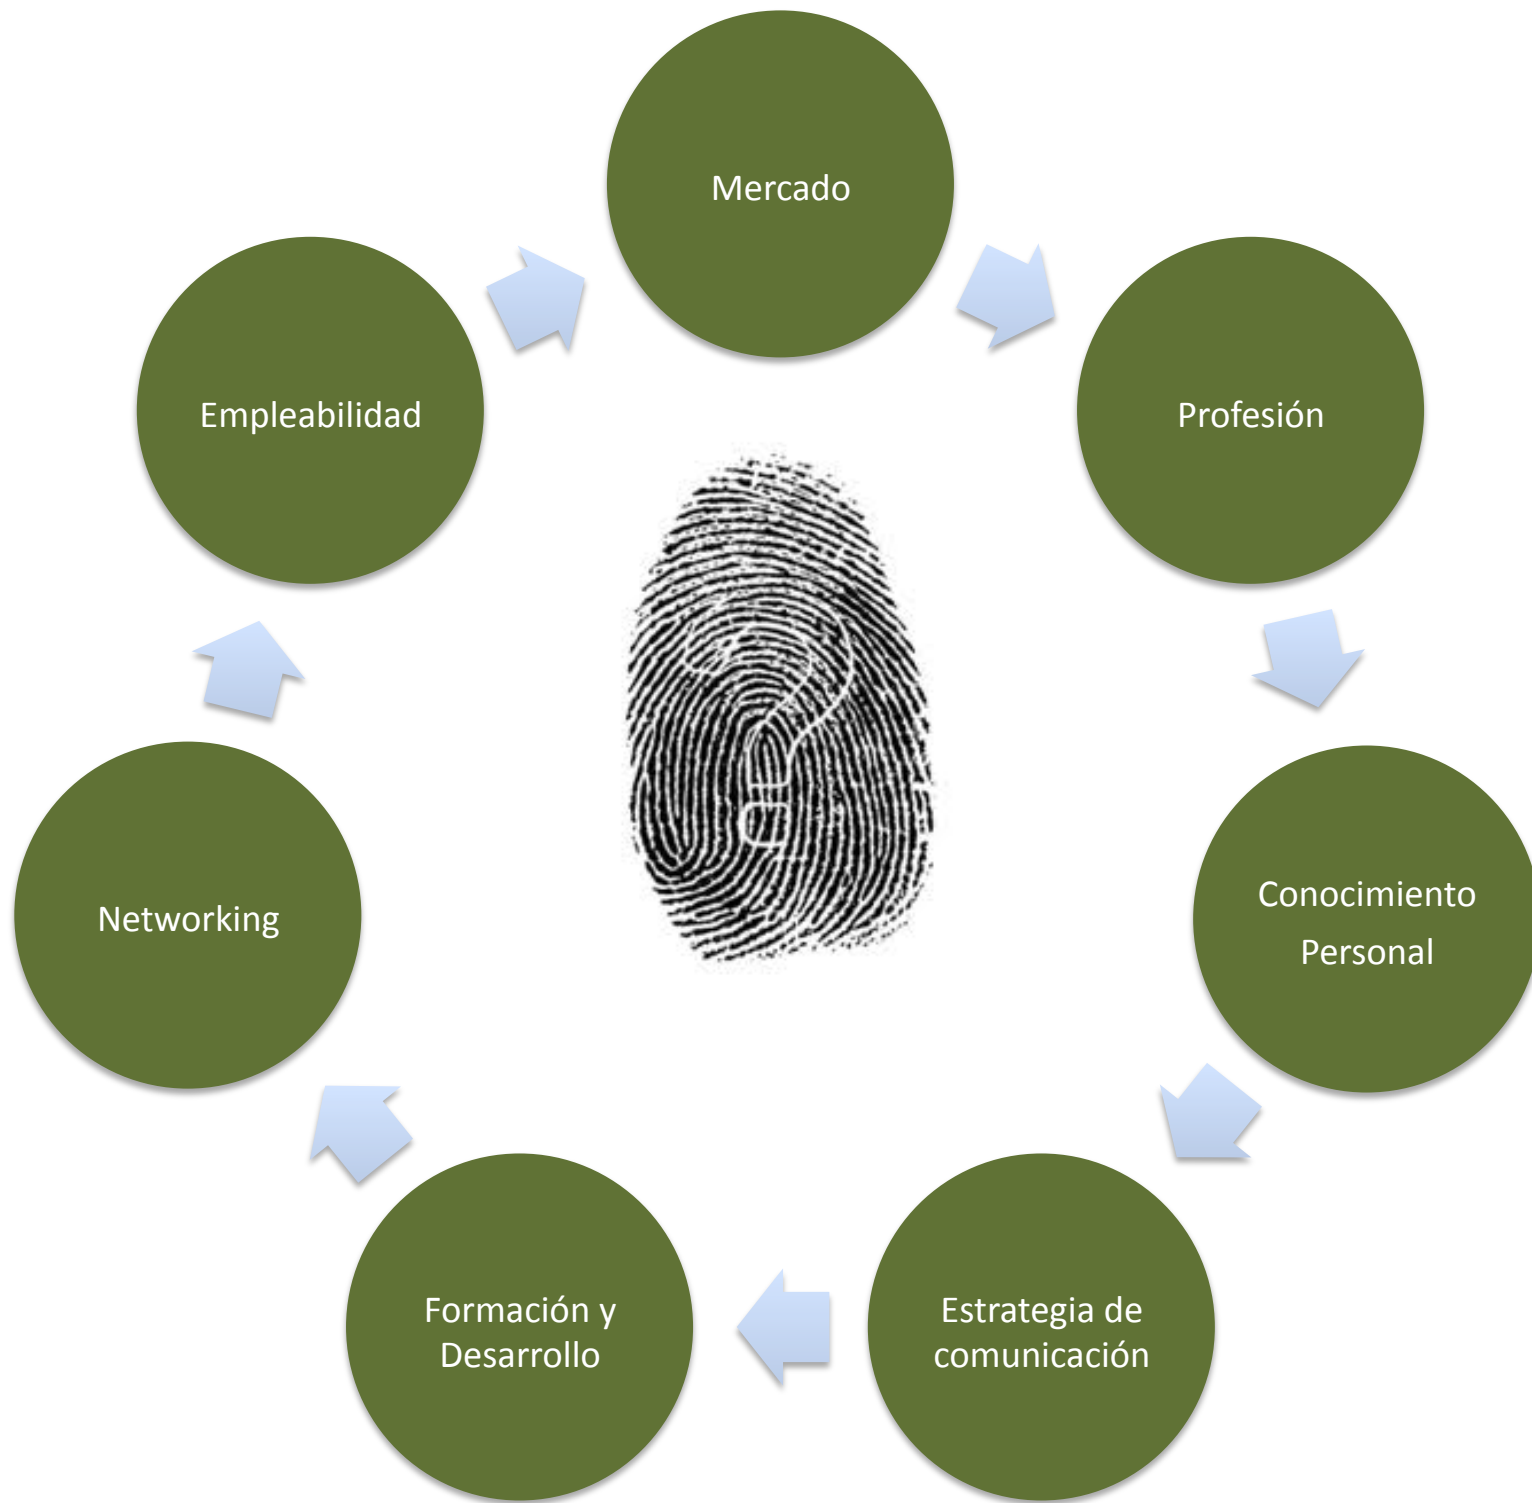 Mercado
Profesión
Conocimiento
Personal
Estrategia de
comunicación
Formación y
Desarrollo
Networking
Empleabilidad